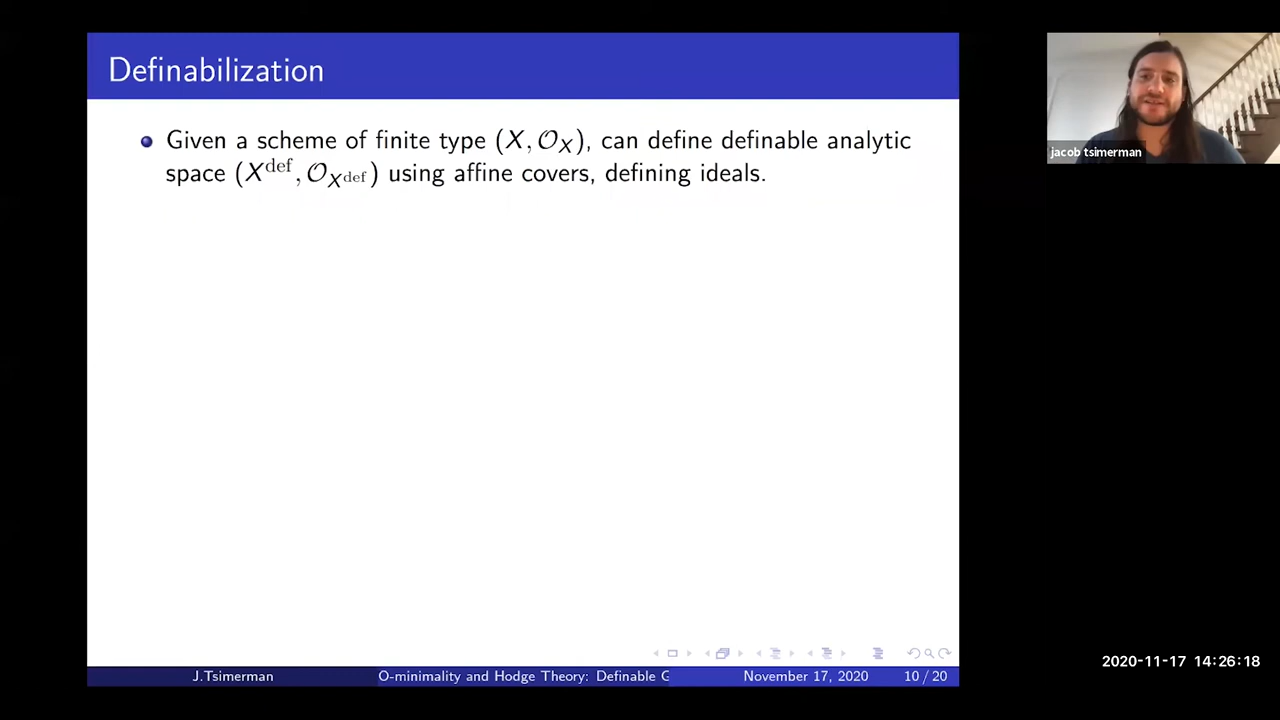 Definabilization
Given a scheme of finite type (X, 𝒪_X), can define definable analytic
space (X^def, 𝒪_{X^def}) using affine covers, defining ideals.
jacob tsimerman
2020-11-17 14:26:18
J.Tsimerman
O-minimality and Hodge Theory: Definable G
November 17, 2020
10 / 20